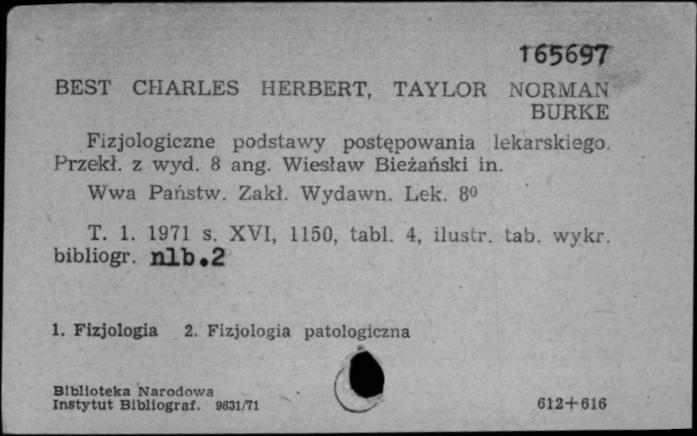 165697
BEST CHARLES HERBERT, TAYLOR NORMAN
BURKE
Fizjologiczne podstawy postępowania lekarskiego.
Przekł. z wyd. 8 ang. Wiesław Bieżański in.
Wwa Państw. Zakł. Wydawn. Lek. 8⁰
T. 1. 1971 s. XVI, 1150, tabl. 4, ilustr. tab. wykr.
bibliogr. nlb.2
1. Fizjologia 2. Fizjologia patologiczna
Biblioteka Narodowa
Instytut Bibliograf. 9631/71
612+616